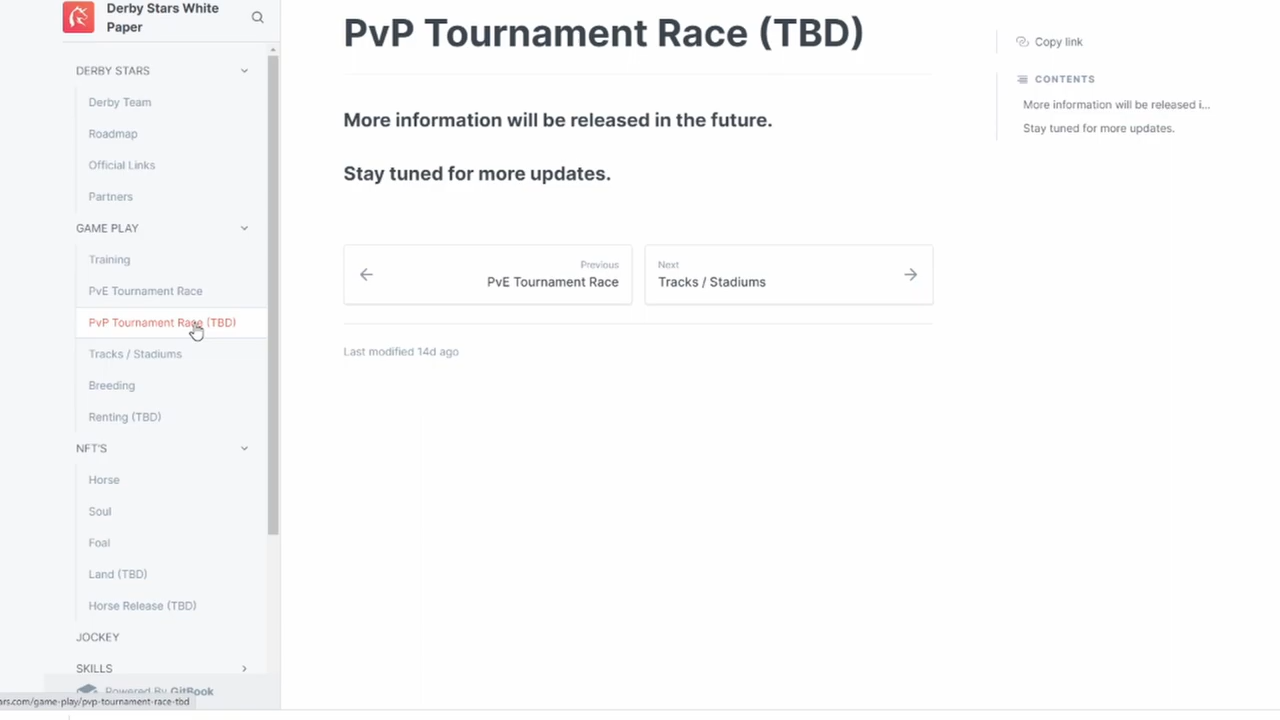 Derby Stars White
Paper
DERBY STARS
Derby Team
Roadmap
Official Links
Partners
GAME PLAY
Training
PvE Tournament Race
PvP Tournament Race (TBD)
Tracks / Stadiums
Breeding
Renting (TBD)
NFT'S
Horse
Soul
Foal
Land (TBD)
Horse Release (TBD)
JOCKEY
SKILLS
Powered By GitBook
ars.com/game-play/pvp-tournament-race-tbd
PvP Tournament Race (TBD)
More information will be released in the future.
Stay tuned for more updates.
Previous
PvE Tournament Race
Next
Tracks / Stadiums
Last modified 14d ago
Copy link
CONTENTS
More information will be released i...
Stay tuned for more updates.